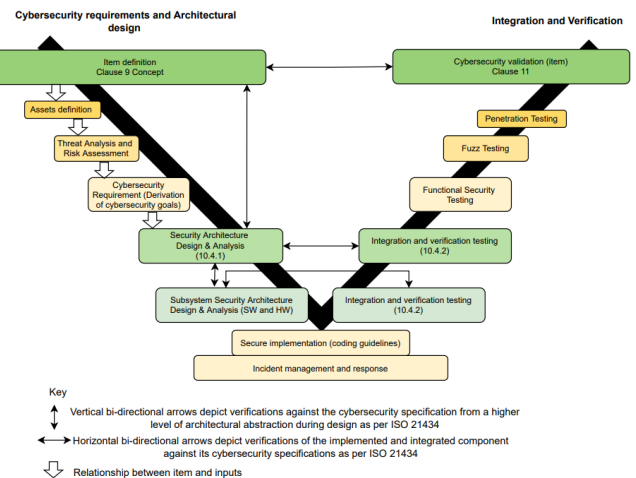 Cybersecurity requirements and Architectural
design
Integration and Verification
Item definition
Clause 9 Concept
Cybersecurity validation (item)
Clause 11
Assets definition
Penetration Testing
Threat Analysis and
Risk Assessment
Fuzz Testing
Cybersecurity
Requirement (Derivation
of cybersecurity goals)
Functional Security
Testing
Security Architecture
Design & Analysis
(10.4.1)
Integration and verification testing
(10.4.2)
Subsystem Security Architecture
Design & Analysis (SW and HW)
Integration and verification testing
(10.4.2)
Secure implementation (coding guidelines)
Incident management and response
Key
Vertical bi-directional arrows depict verifications against the cybersecurity specification from a higher
level of architectural abstraction during design as per ISO 21434
Horizontal bi-directional arrows depict verifications of the implemented and integrated component
against its cybersecurity specifications as per ISO 21434
Relationship between item and inputs